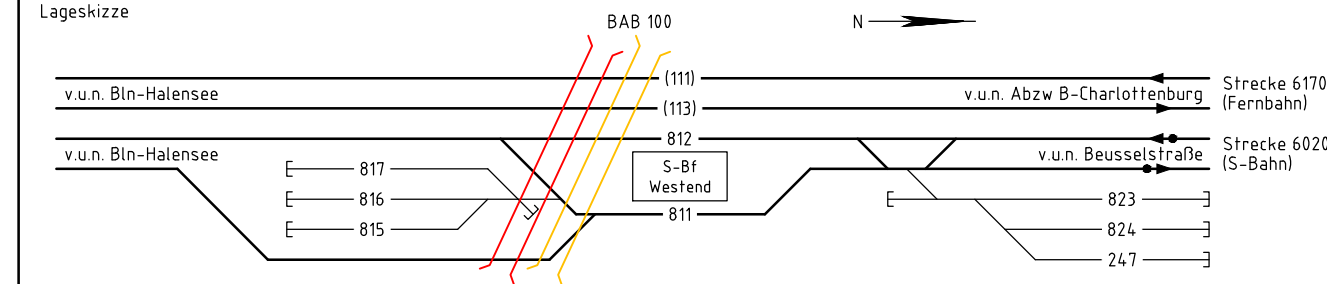 Lageskizze
BAB 100
N
(111)
v.u.n. Bln-Halensee
v.u.n. Abzw B-Charlottenburg
Strecke 6170
(Fernbahn)
(113)
812
v.u.n. Bln-Halensee
v.u.n. Beusselstraße
Strecke 6020
(S-Bahn)
S-Bf
Westend
817
816
815
811
823
824
247